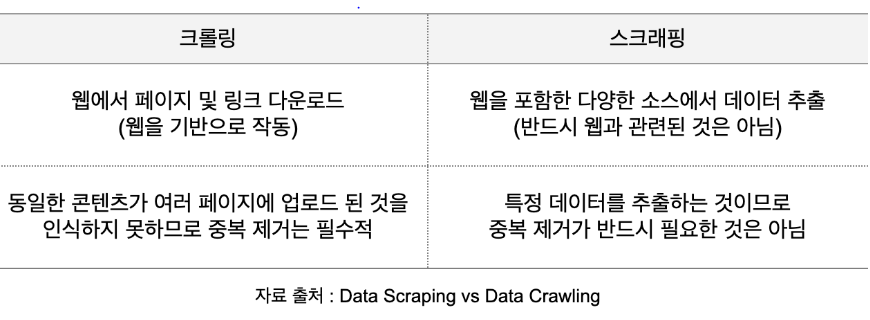 크롤링
스크래핑
웹에서 페이지 및 링크 다운로드
(웹을 기반으로 작동)
웹을 포함한 다양한 소스에서 데이터 추출
(반드시 웹과 관련된 것은 아님)
동일한 콘텐츠가 여러 페이지에 업로드 된 것을
인식하지 못하므로 중복 제거는 필수적
특정 데이터를 추출하는 것이므로
중복 제거가 반드시 필요한 것은 아님
자료 출처 : Data Scraping vs Data Crawling